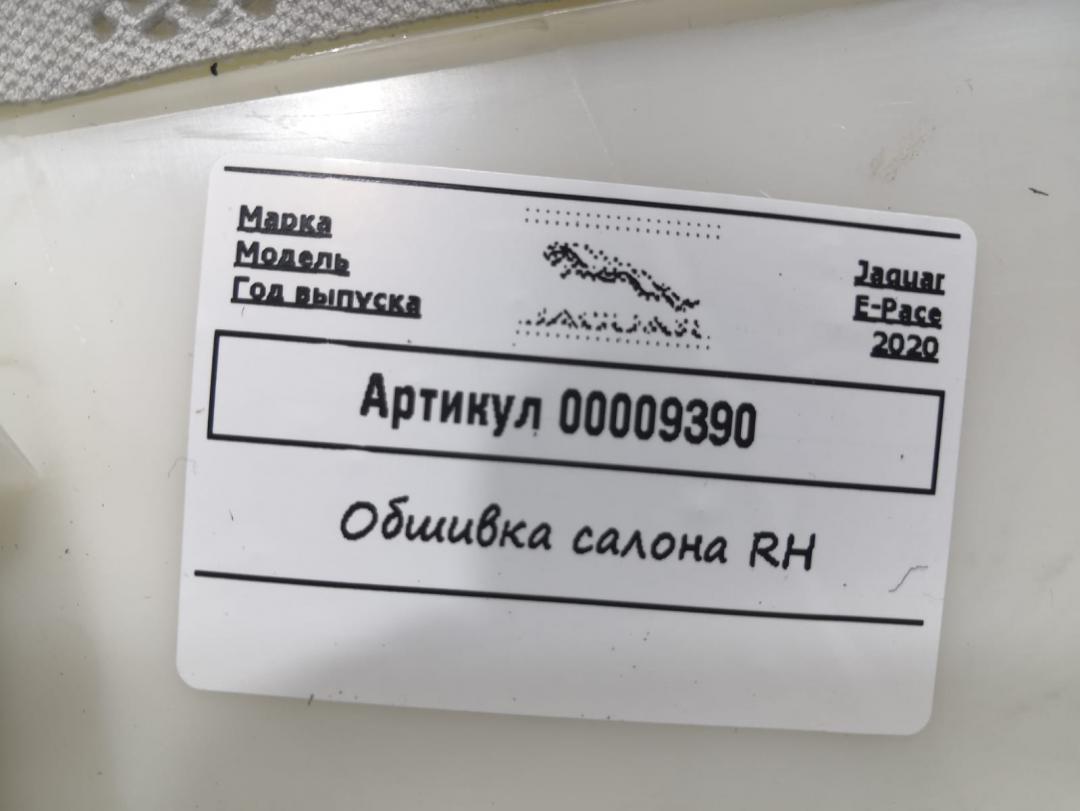 Марка
Модель
Год выпуска
Jaguar
E-Pace
2020
Артикул 00009390
Обшивка салона RH